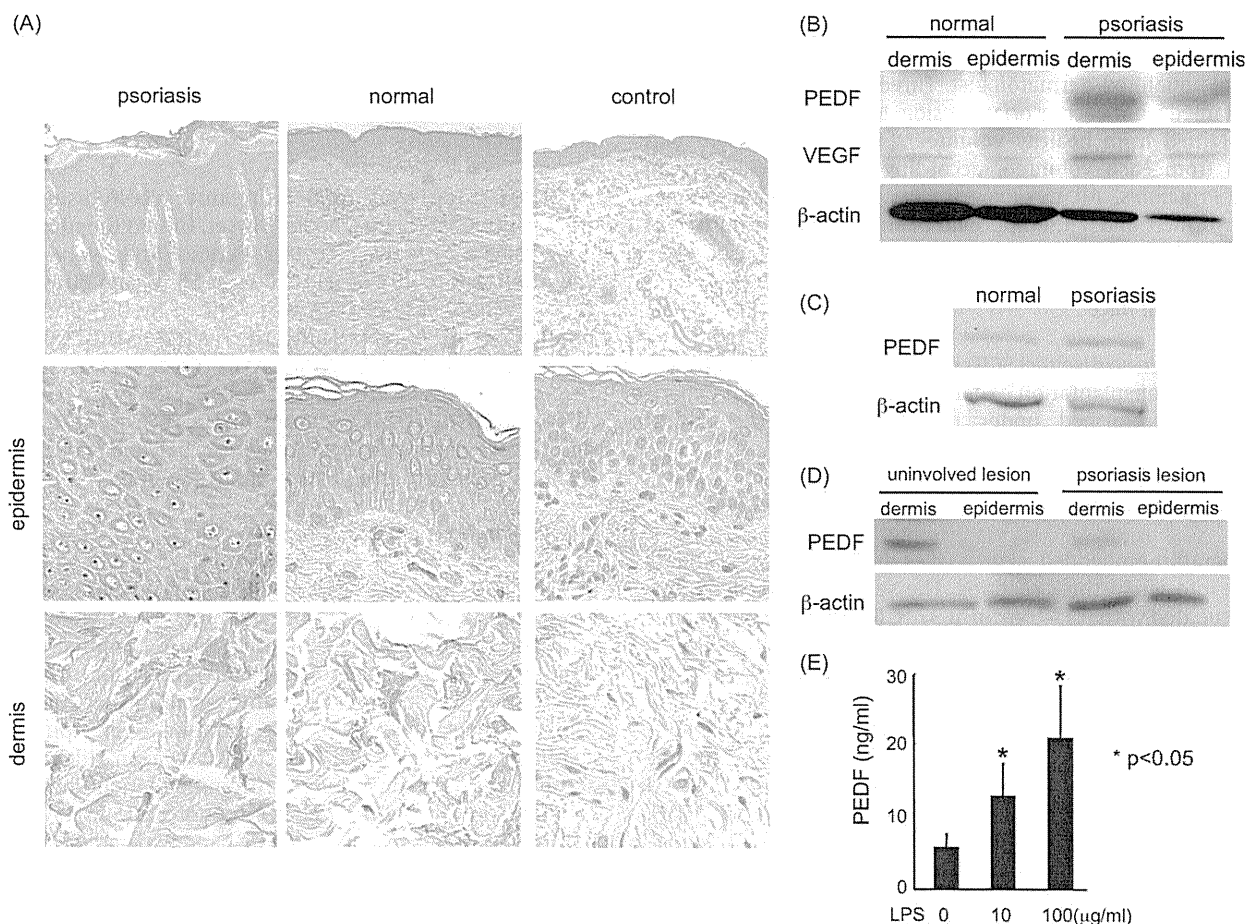 (A)
psoriasis normal control
epidermis
dermis
(B)
normal psoriasis
dermis epidermis dermis epidermis
PEDF
VEGF
β-actin
(C)
normal psoriasis
PEDF
β-actin
(D)
uninvolved lesion psoriasis lesion
dermis epidermis dermis epidermis
PEDF
β-actin
(E)
PEDF (ng/ml)
30
20
10
0
* *
* p<0.05
LPS 0 10 100(μg/ml)